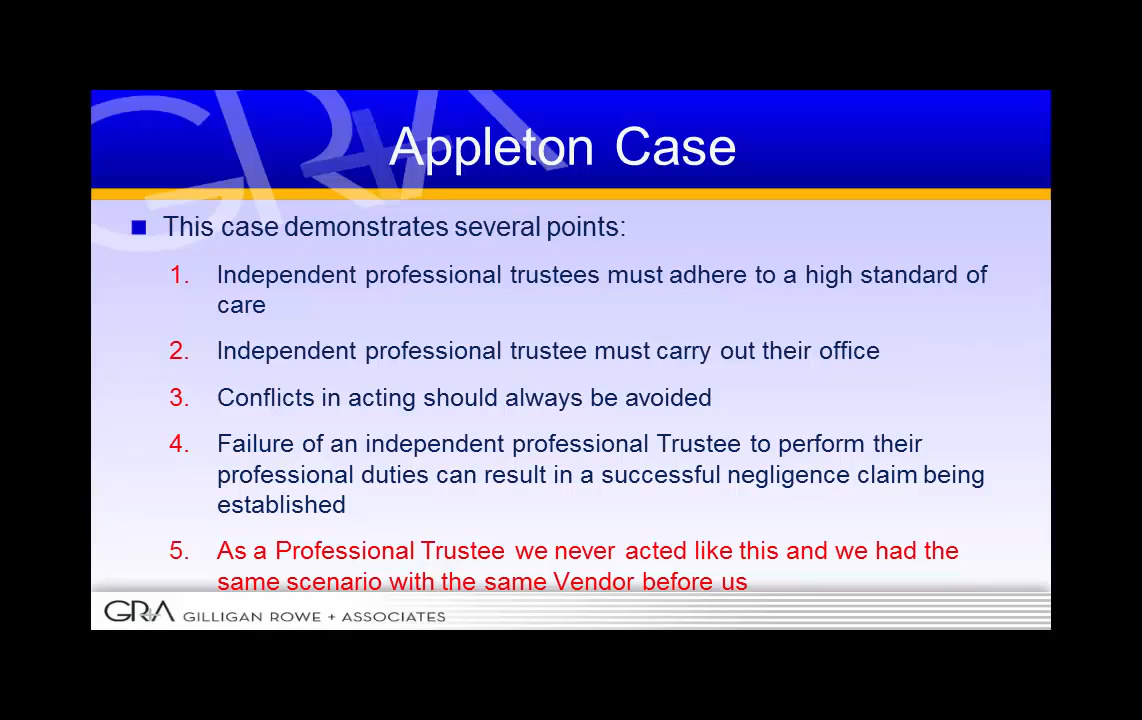 Appleton Case
This case demonstrates several points:
1. Independent professional trustees must adhere to a high standard of
care
2. Independent professional trustee must carry out their office
3. Conflicts in acting should always be avoided
4. Failure of an independent professional Trustee to perform their
professional duties can result in a successful negligence claim being
established
5. As a Professional Trustee we never acted like this and we had the
same scenario with the same Vendor before us
GRA GILLIGAN ROWE + ASSOCIATES